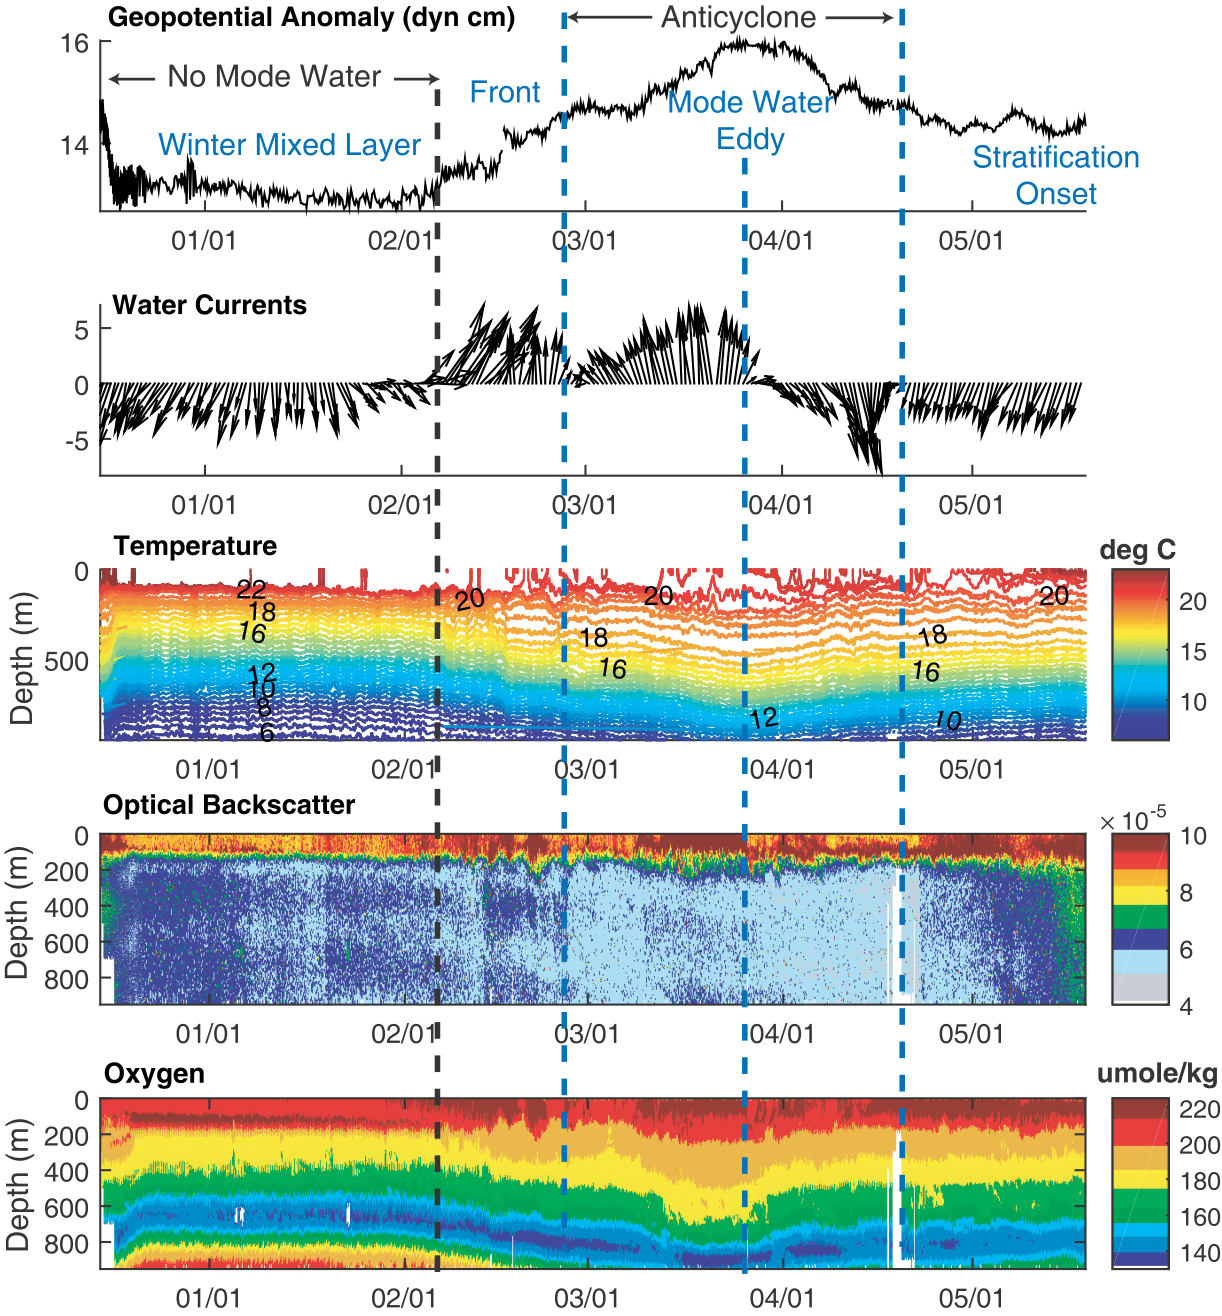 Geopotential Anomaly (dyn cm)
Anticyclone
16
No Mode Water
Front
Mode Water
Eddy
14
Winter Mixed Layer
Stratification
Onset
01/01 02/01 03/01 04/01 05/01
Water Currents
5
0
-5
01/01 02/01 03/01 04/01 05/01
Temperature
deg C
0
500
Depth (m)
22
18
16
12
10
8
6
20
18
16
20
12
18
16
10
20
20
15
10
01/01 02/01 03/01 04/01 05/01
Optical Backscatter
× 10-5
0
200
400
600
800
Depth (m)
10
8
6
4
01/01 02/01 03/01 04/01 05/01
Oxygen
umole/kg
0
200
400
600
800
Depth (m)
220
200
180
160
140
01/01 02/01 03/01 04/01 05/01